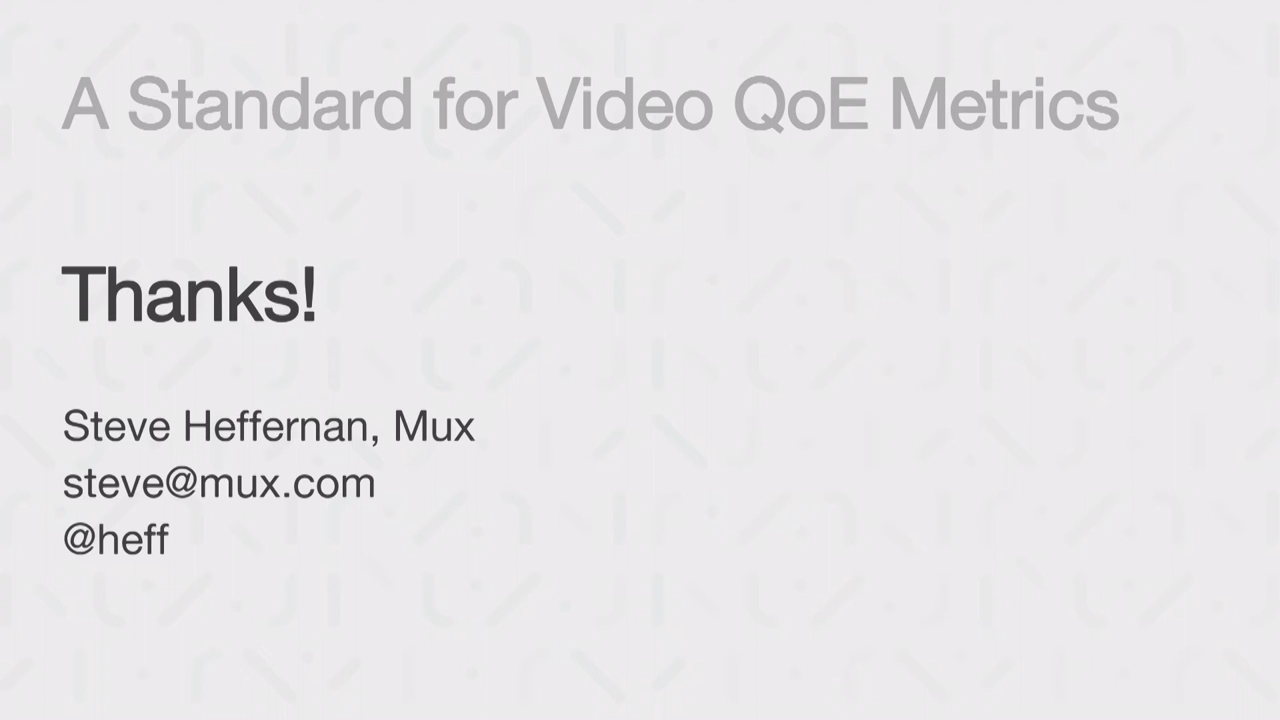 A Standard for Video QoE Metrics
Thanks!
Steve Heffernan, Mux
steve@mux.com
@heff